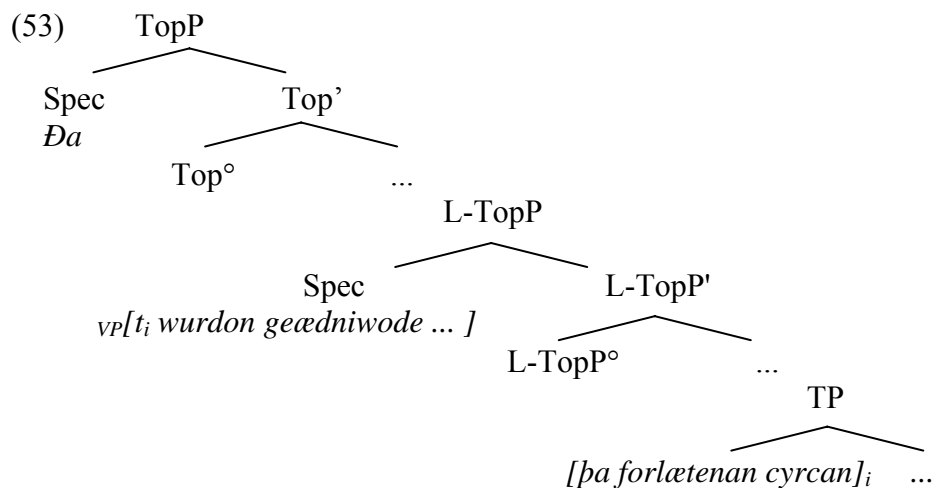 (53) TopP
Spec Top’
Ða
Top° ...
L-TopP
Spec L-TopP'
VP[ti wurdon geædniwode ... ]
L-TopP° ...
TP
[þa forlætenan cyrcan]i ...